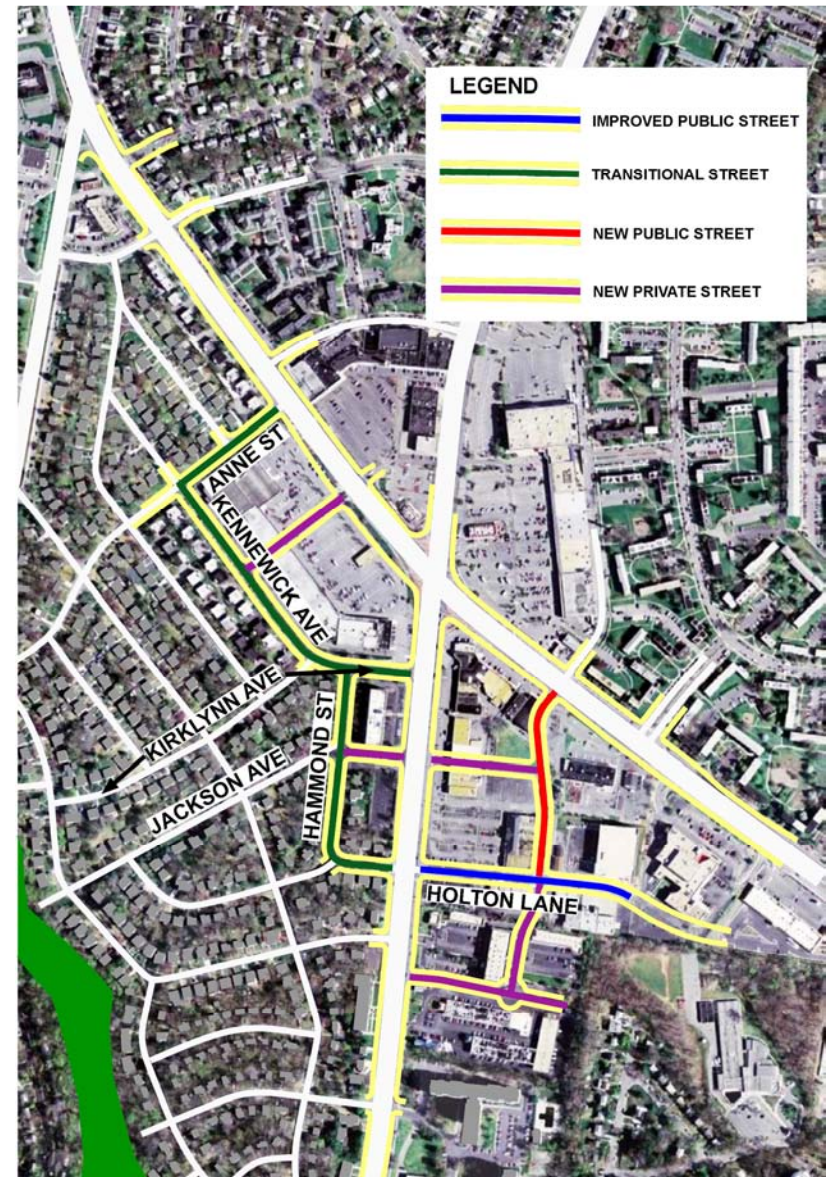 LEGEND
IMPROVED PUBLIC STREET
TRANSITIONAL STREET
NEW PUBLIC STREET
NEW PRIVATE STREET
ANNE ST
KENNEWICK AVE
KIRKLYNN AVE
JACKSON AVE
HAMMOND ST
HOLTON LANE